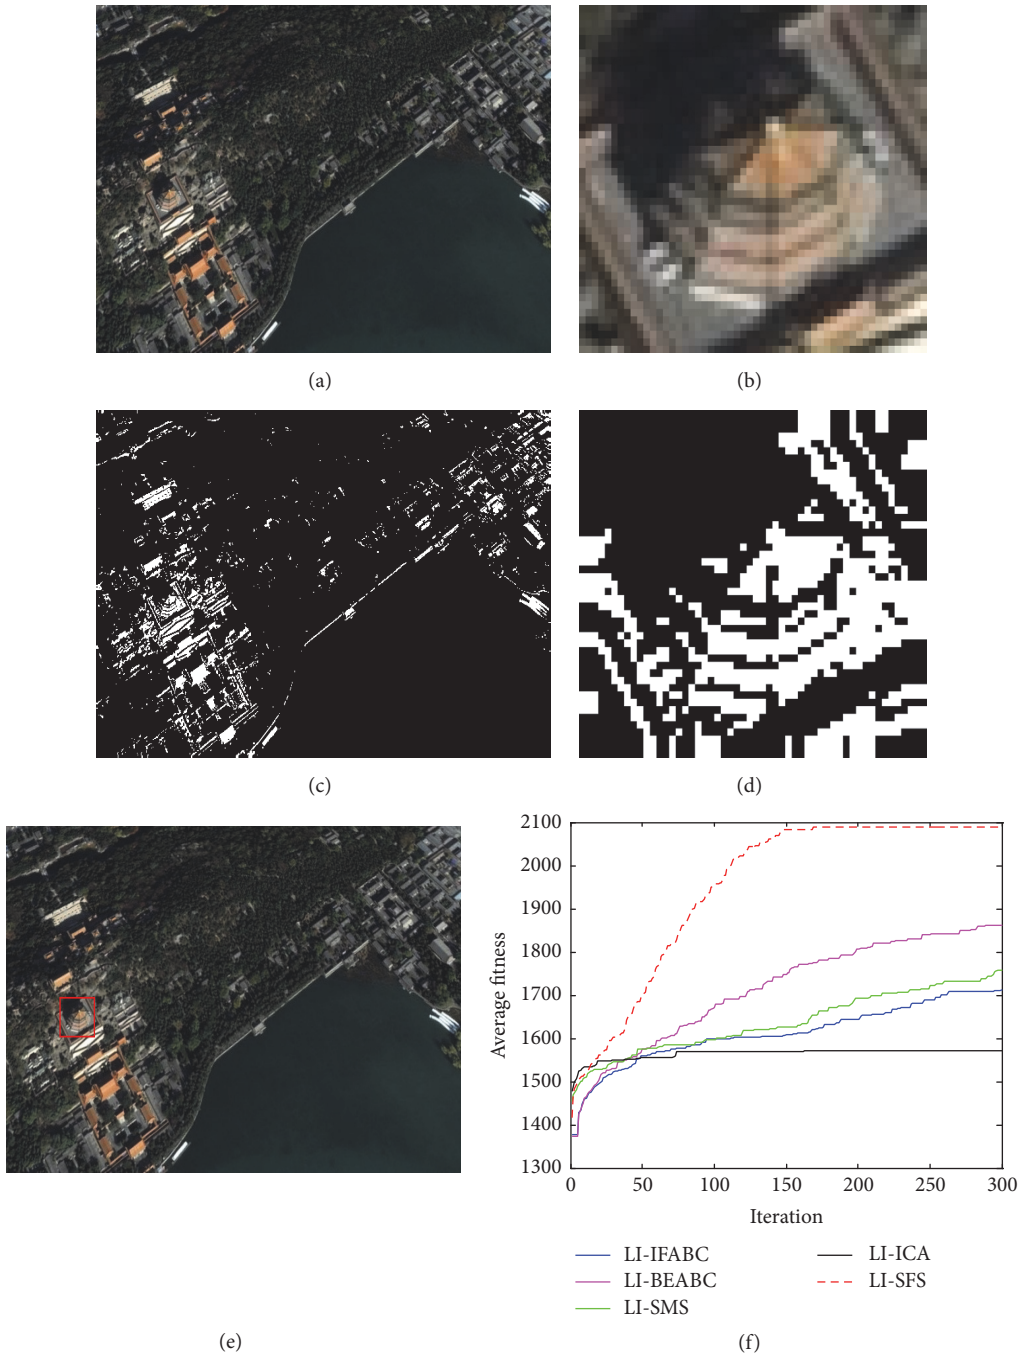 (a)
(b)
(c)
(d)
2100
2000
1900
1800
1700
1600
1500
1400
1300
Average fitness
0 50 100 150 200 250 300
Iteration
LI-IFABC
LI-BEABC
LI-SMS
LI-ICA
LI-SFS
(e)
(f)